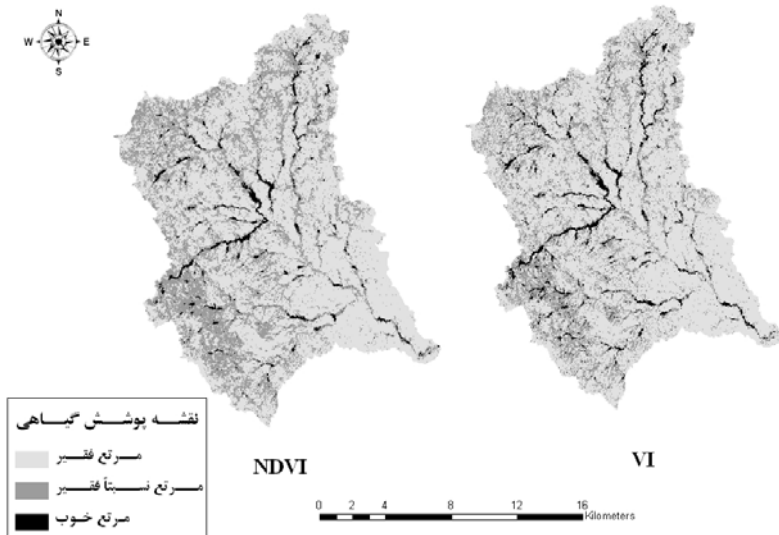 N
W E
S
نقشه پوشش گیاهی
مرتع فقیر
مرتع نسبتاً فقیر
مرتع خوب
NDVI
VI
0 2 4 8 12 16
Kilometers